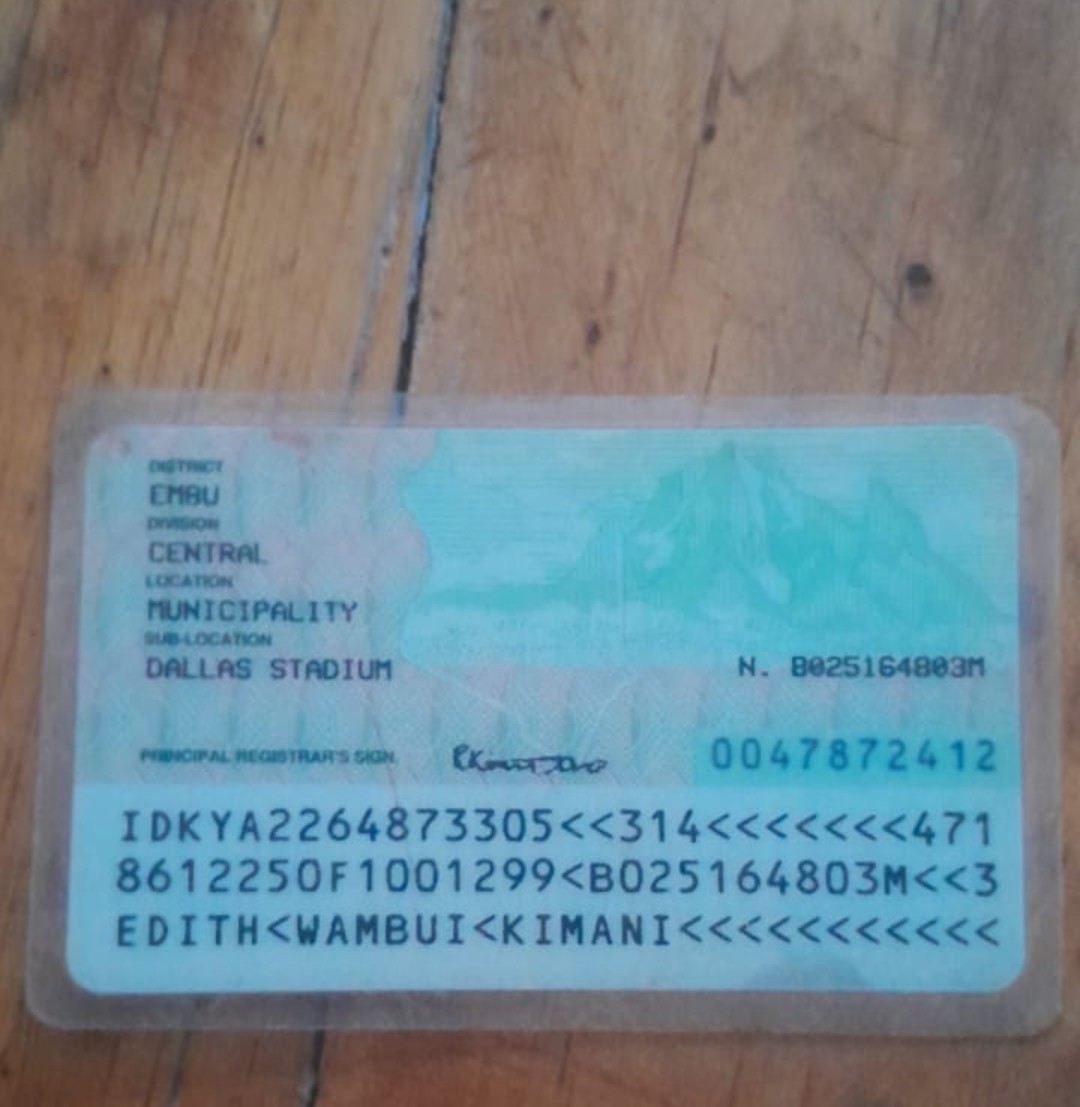 DISTRICT
EMBU
DIVISION
CENTRAL
LOCATION
MUNICIPALITY
SUB-LOCATION
DALLAS STADIUM
N. B025164803M
PRINCIPAL REGISTRAR'S SIGN.
0047872412
IDKYA2264873305<<314<<<<<<<471
8612250F1001299<B025164803M<<3
EDITH<WAMBUI<KIMANI<<<<<<<<<<<